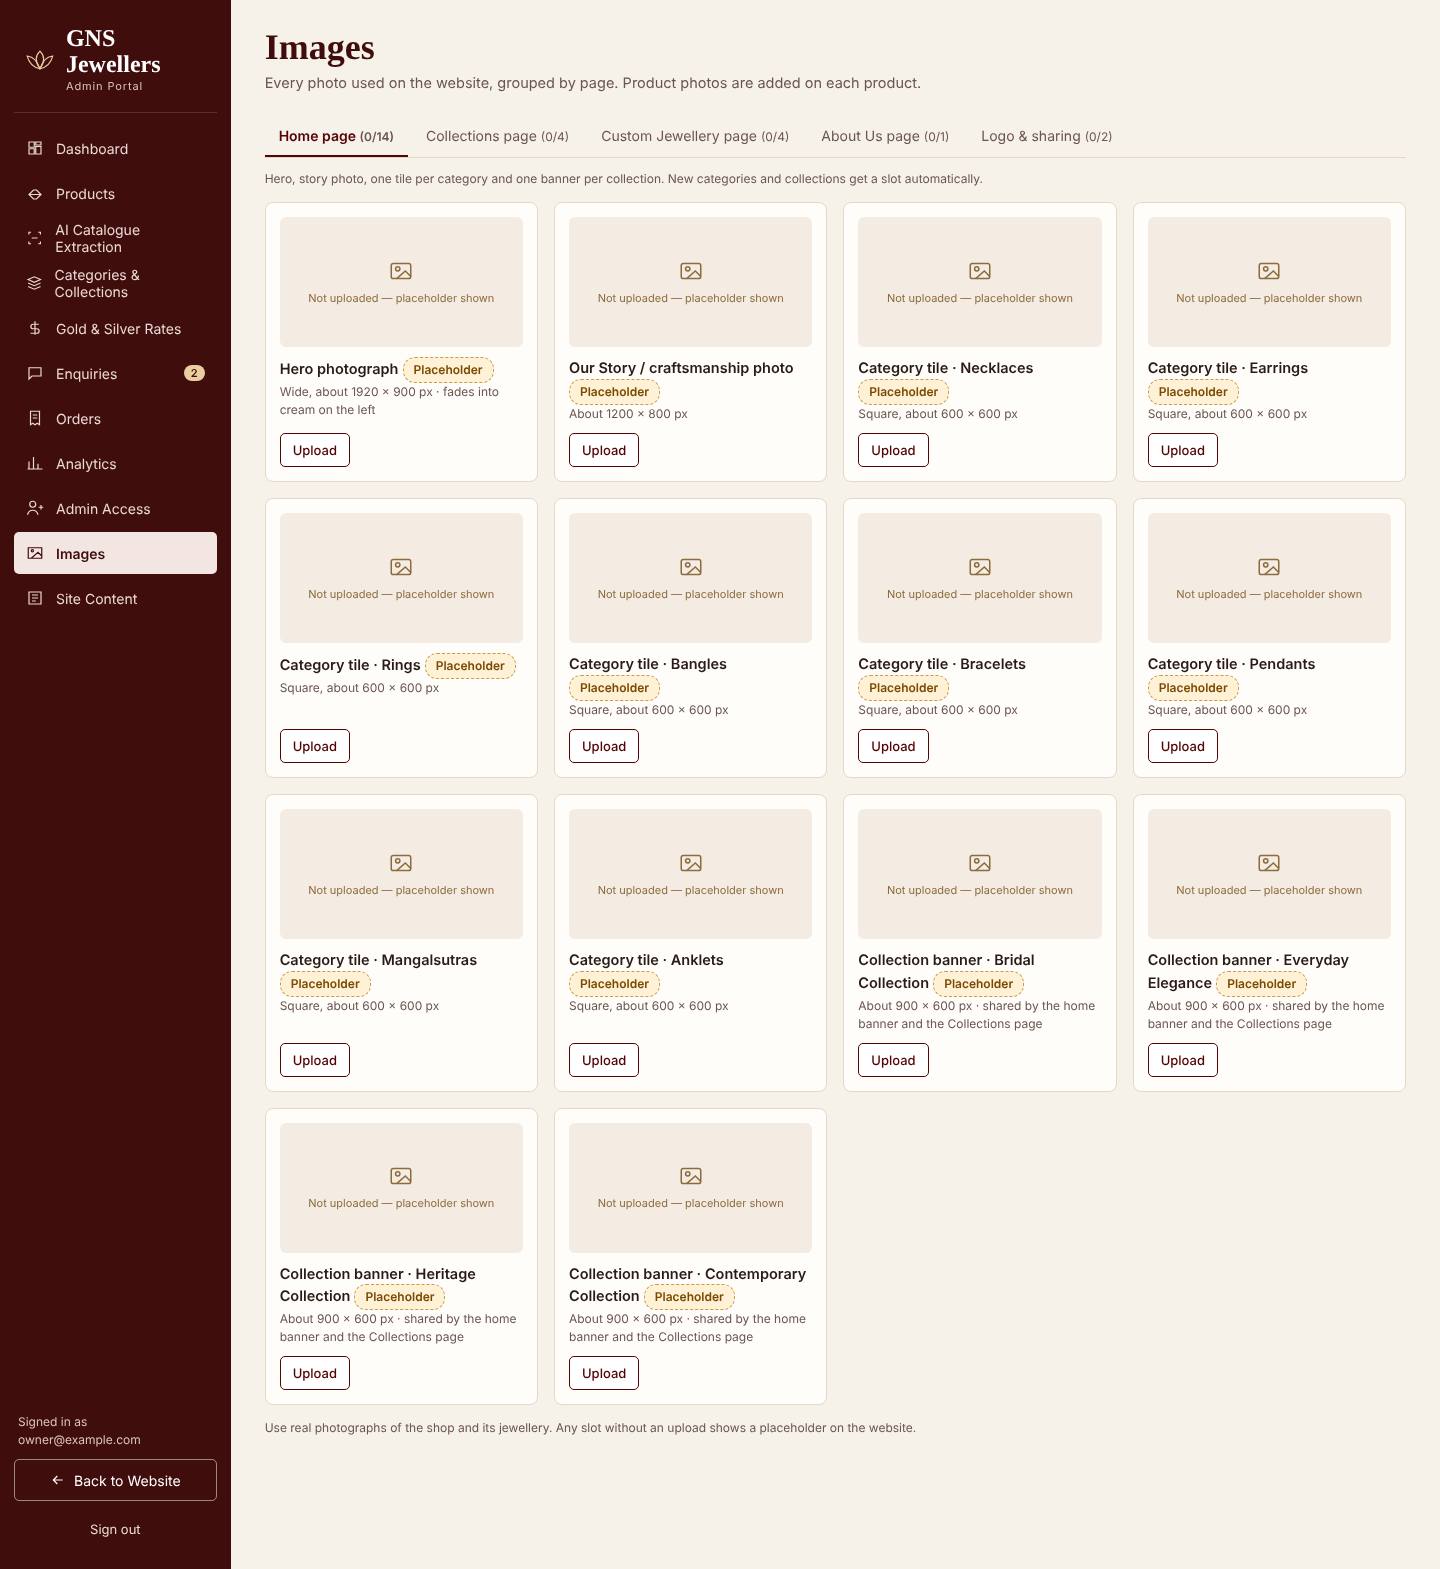 GNS
Jewellers
Admin Portal
Dashboard
Products
AI Catalogue
Extraction
Categories &
Collections
Gold & Silver Rates
Enquiries 2
Orders
Analytics
Admin Access
Images
Site Content
Signed in as
owner@example.com
← Back to Website
Sign out
Images
Every photo used on the website, grouped by page. Product photos are added on each product.
Home page (0/14) Collections page (0/4) Custom Jewellery page (0/4) About Us page (0/1) Logo & sharing (0/2)
Hero, story photo, one tile per category and one banner per collection. New categories and collections get a slot automatically.
Not uploaded — placeholder shown
Hero photograph Placeholder
Wide, about 1920 × 900 px · fades into
cream on the left
Upload
Not uploaded — placeholder shown
Our Story / craftsmanship photo
Placeholder
About 1200 × 800 px
Upload
Not uploaded — placeholder shown
Category tile · Necklaces
Placeholder
Square, about 600 × 600 px
Upload
Not uploaded — placeholder shown
Category tile · Earrings
Placeholder
Square, about 600 × 600 px
Upload
Not uploaded — placeholder shown
Category tile · Rings Placeholder
Square, about 600 × 600 px
Upload
Not uploaded — placeholder shown
Category tile · Bangles
Placeholder
Square, about 600 × 600 px
Upload
Not uploaded — placeholder shown
Category tile · Bracelets
Placeholder
Square, about 600 × 600 px
Upload
Not uploaded — placeholder shown
Category tile · Pendants
Placeholder
Square, about 600 × 600 px
Upload
Not uploaded — placeholder shown
Category tile · Mangalsutras
Placeholder
Square, about 600 × 600 px
Upload
Not uploaded — placeholder shown
Category tile · Anklets
Placeholder
Square, about 600 × 600 px
Upload
Not uploaded — placeholder shown
Collection banner · Bridal
Collection Placeholder
About 900 × 600 px · shared by the home
banner and the Collections page
Upload
Not uploaded — placeholder shown
Collection banner · Everyday
Elegance Placeholder
About 900 × 600 px · shared by the home
banner and the Collections page
Upload
Not uploaded — placeholder shown
Collection banner · Heritage
Collection Placeholder
About 900 × 600 px · shared by the home
banner and the Collections page
Upload
Not uploaded — placeholder shown
Collection banner · Contemporary
Collection Placeholder
About 900 × 600 px · shared by the home
banner and the Collections page
Upload
Use real photographs of the shop and its jewellery. Any slot without an upload shows a placeholder on the website.